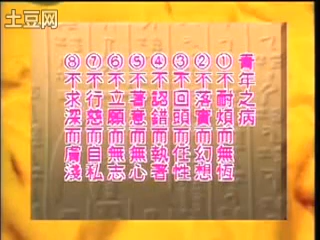 土豆网
青年之病
①不耐煩而無恆
②不落實而幻想
③不回頭而任性
④不認錯而執著
⑤不著意而無心
⑥不立願而無志
⑦不行慈而自私
⑧不求深而膚淺